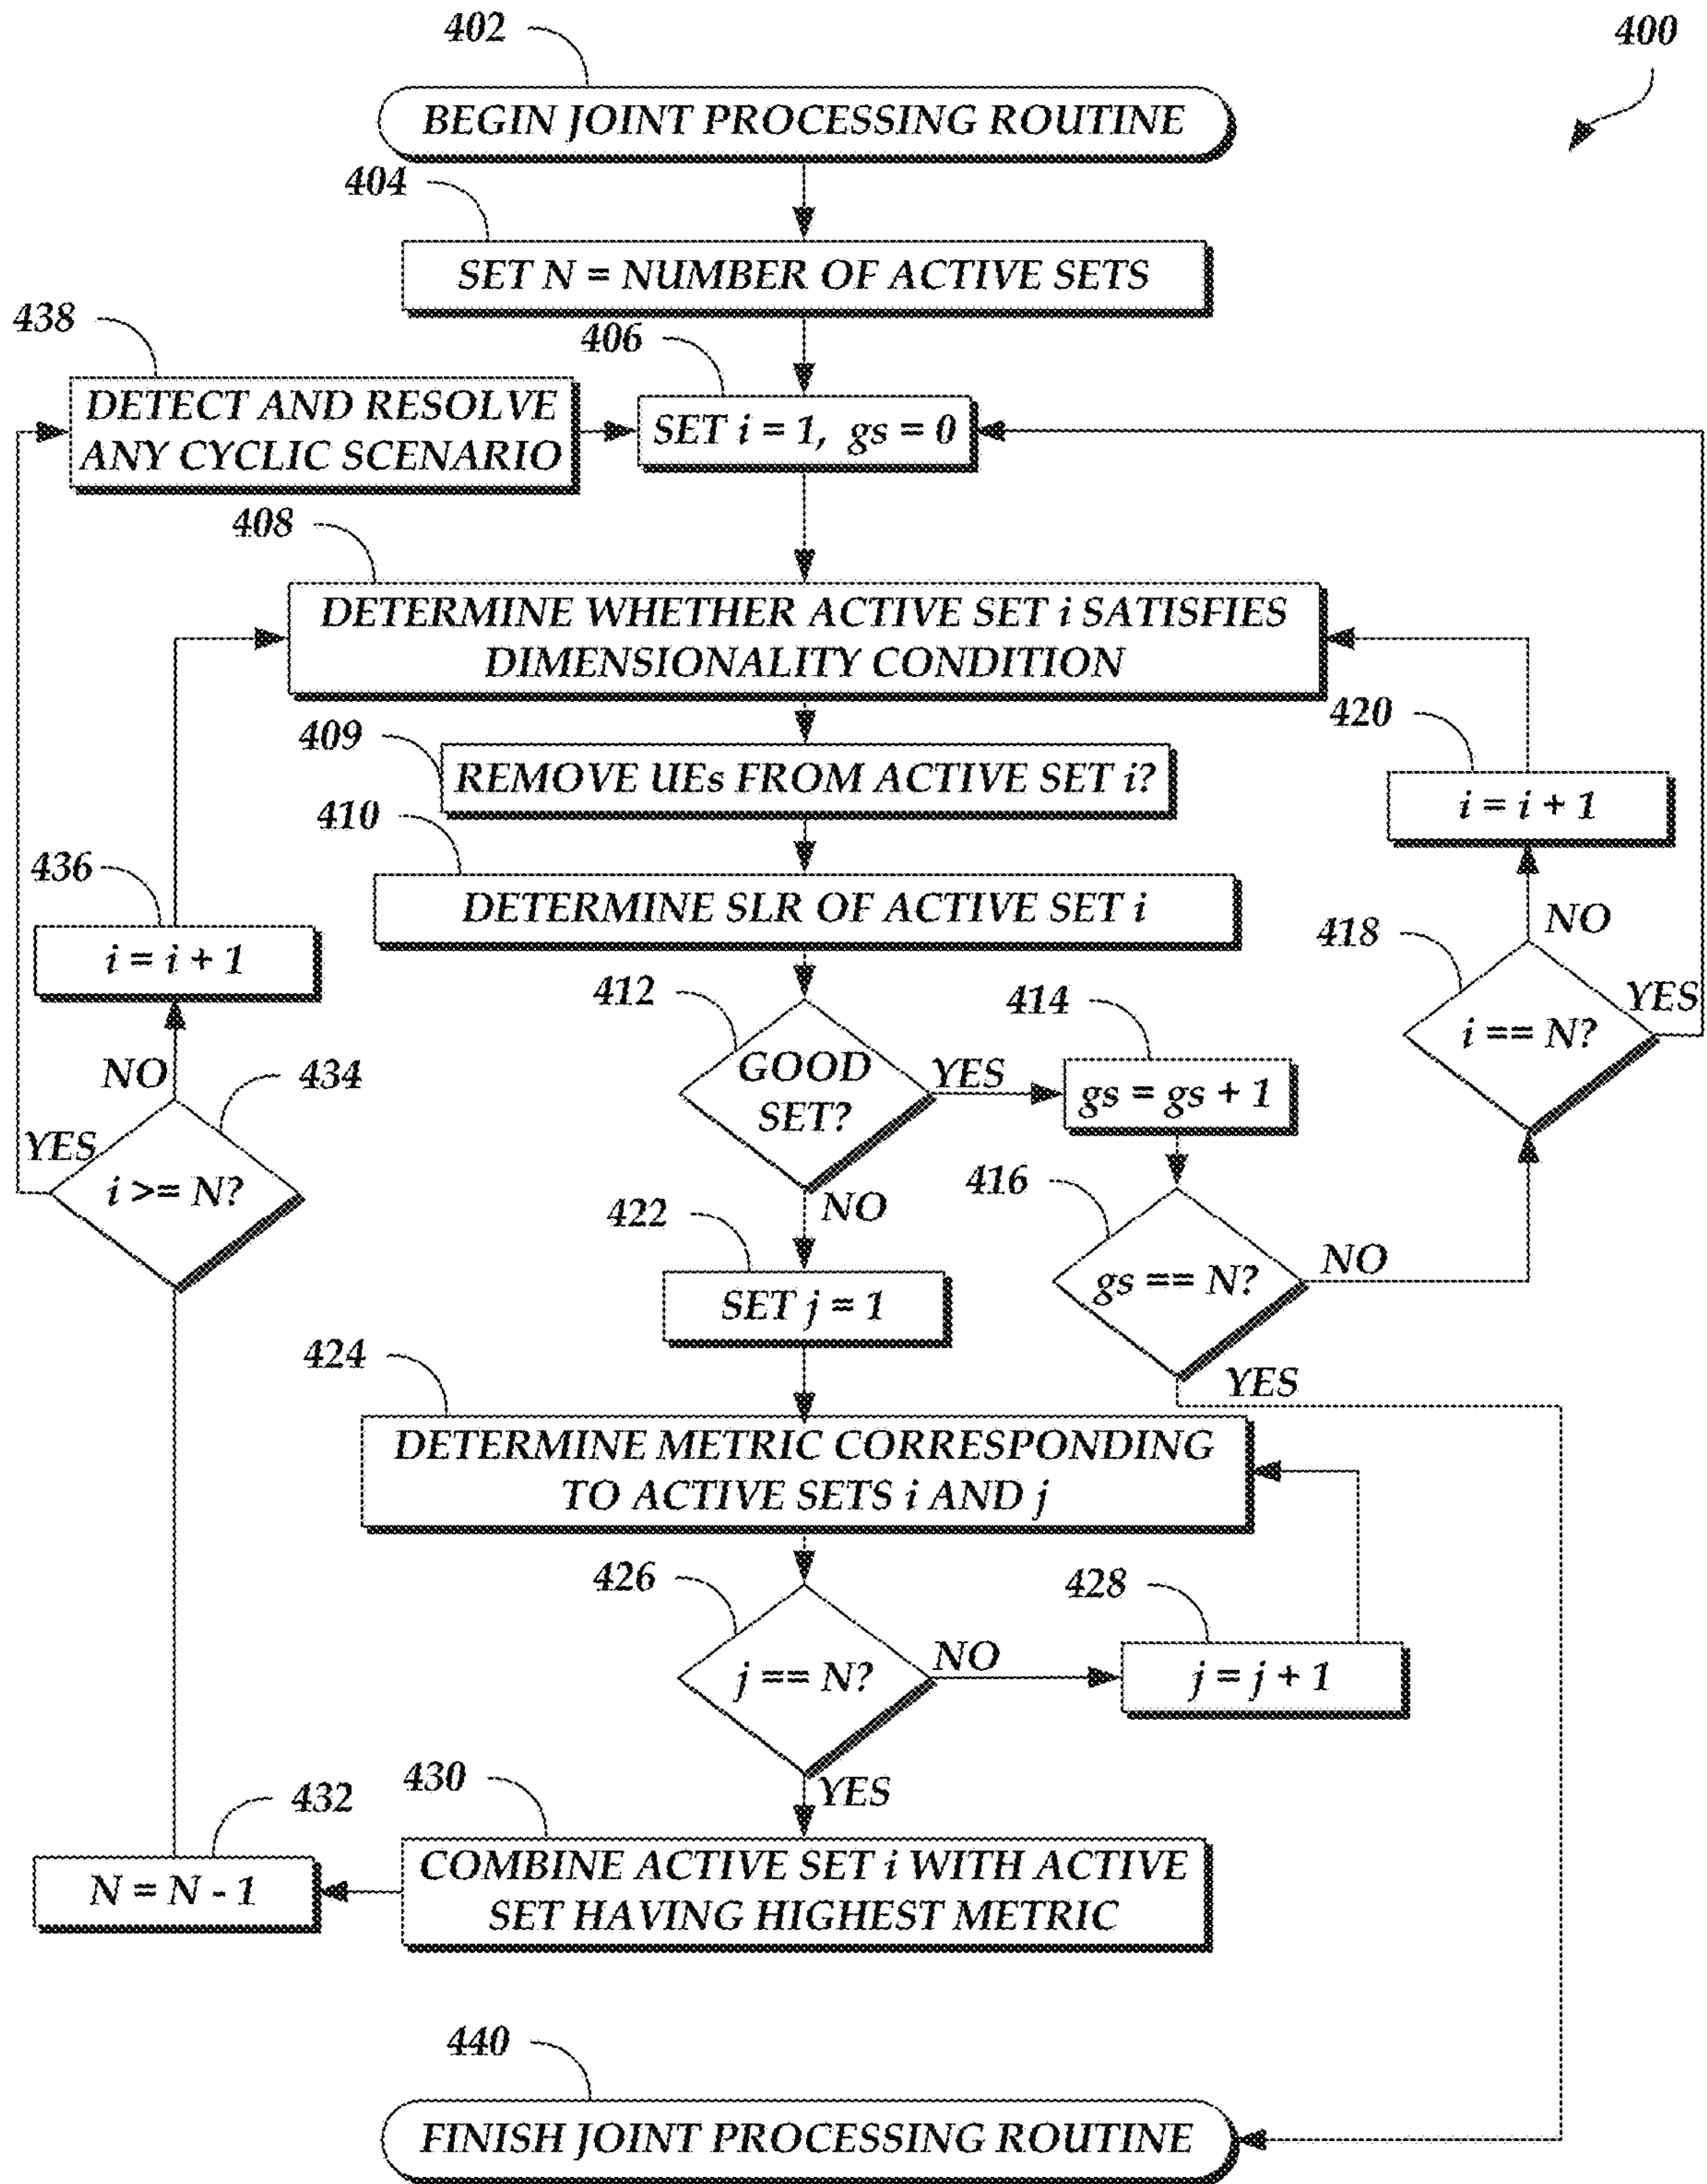 402
400
BEGIN JOINT PROCESSING ROUTINE
404
SET N = NUMBER OF ACTIVE SETS
438
406
DETECT AND RESOLVE
ANY CYCLIC SCENARIO
SET i = 1, gs = 0
408
DETERMINE WHETHER ACTIVE SET i SATISFIES
DIMENSIONALITY CONDITION
409
420
REMOVE UEs FROM ACTIVE SET i?
i = i + 1
410
436
DETERMINE SLR OF ACTIVE SET i
NO
418
i = i + 1
412
414
YES
i == N?
NO
434
GOOD
SET?
YES
gs = gs + 1
YES
i >= N?
416
NO
422
gs == N?
NO
SET j = 1
424
YES
DETERMINE METRIC CORRESPONDING
TO ACTIVE SETS i AND j
426
428
j == N?
NO
j = j + 1
430
YES
432
COMBINE ACTIVE SET i WITH ACTIVE
SET HAVING HIGHEST METRIC
N = N - 1
440
FINISH JOINT PROCESSING ROUTINE